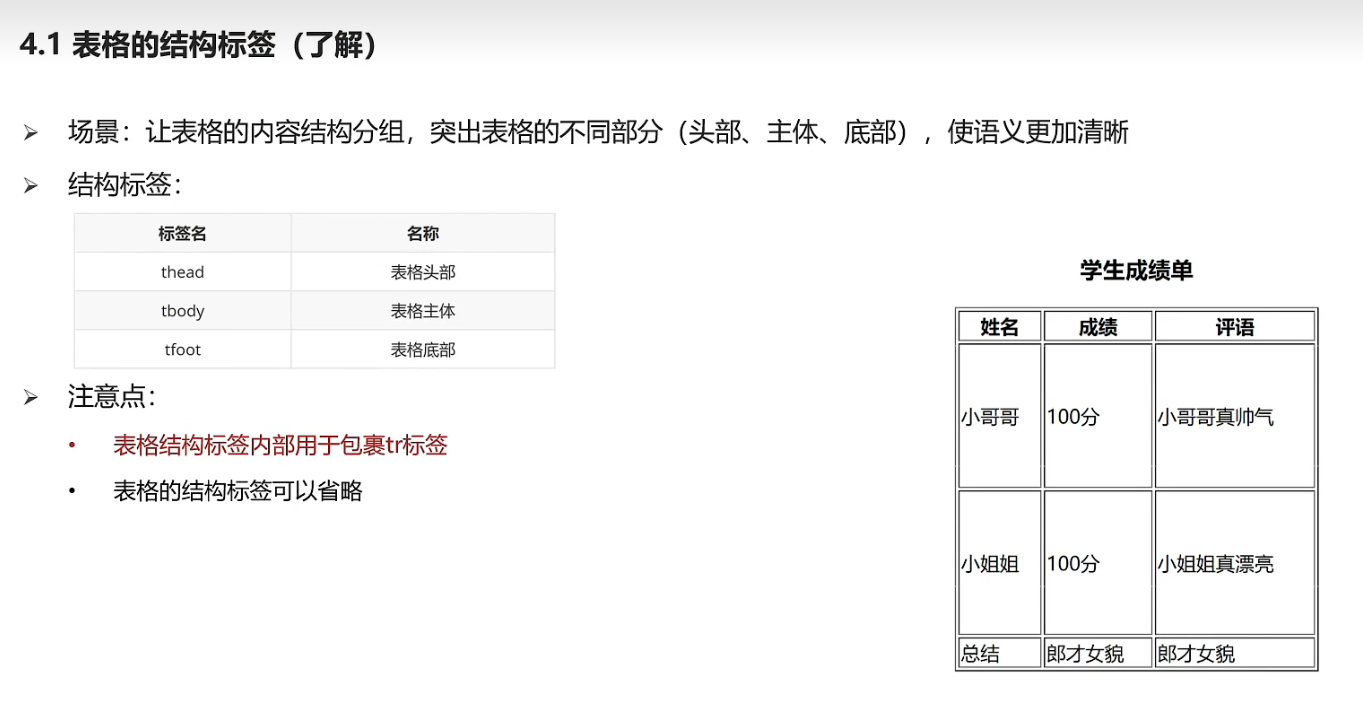 4.1 表格的结构标签（了解）
➢ 场景：让表格的内容结构分组，突出表格的不同部分（头部、主体、底部），使语义更加清晰
➢ 结构标签：
标签名 名称
thead 表格头部
tbody 表格主体
tfoot 表格底部
➢ 注意点：
• 表格结构标签内部用于包裹tr标签
• 表格的结构标签可以省略
学生成绩单
姓名 成绩 评语
小哥哥 100分 小哥哥真帅气
小姐姐 100分 小姐姐真漂亮
总结 郎才女貌 郎才女貌